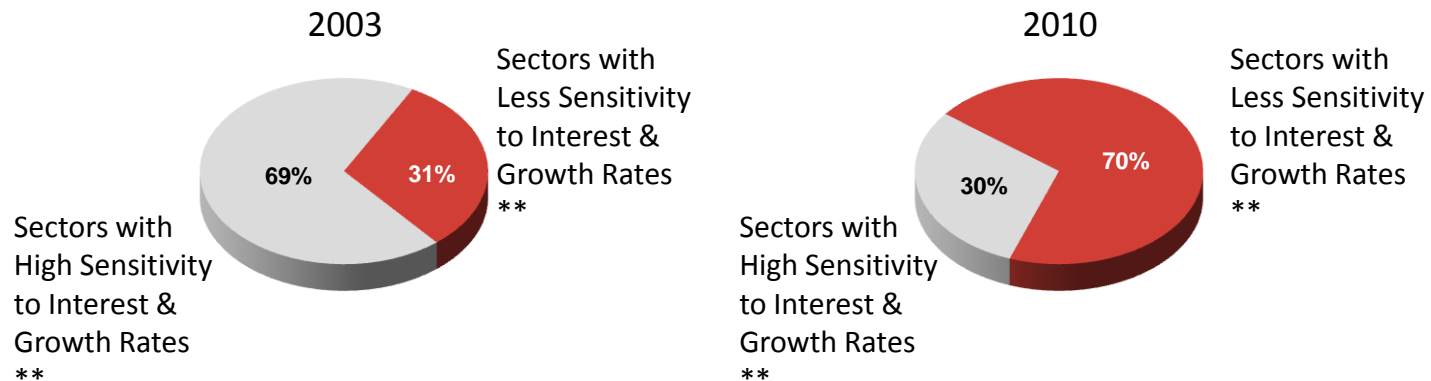 2003
Sectors with
Less Sensitivity
to Interest &
Growth Rates
**
69%
31%
Sectors with
High Sensitivity
to Interest &
Growth Rates
**
2010
Sectors with
Less Sensitivity
to Interest &
Growth Rates
**
70%
30%
Sectors with
High Sensitivity
to Interest &
Growth Rates
**